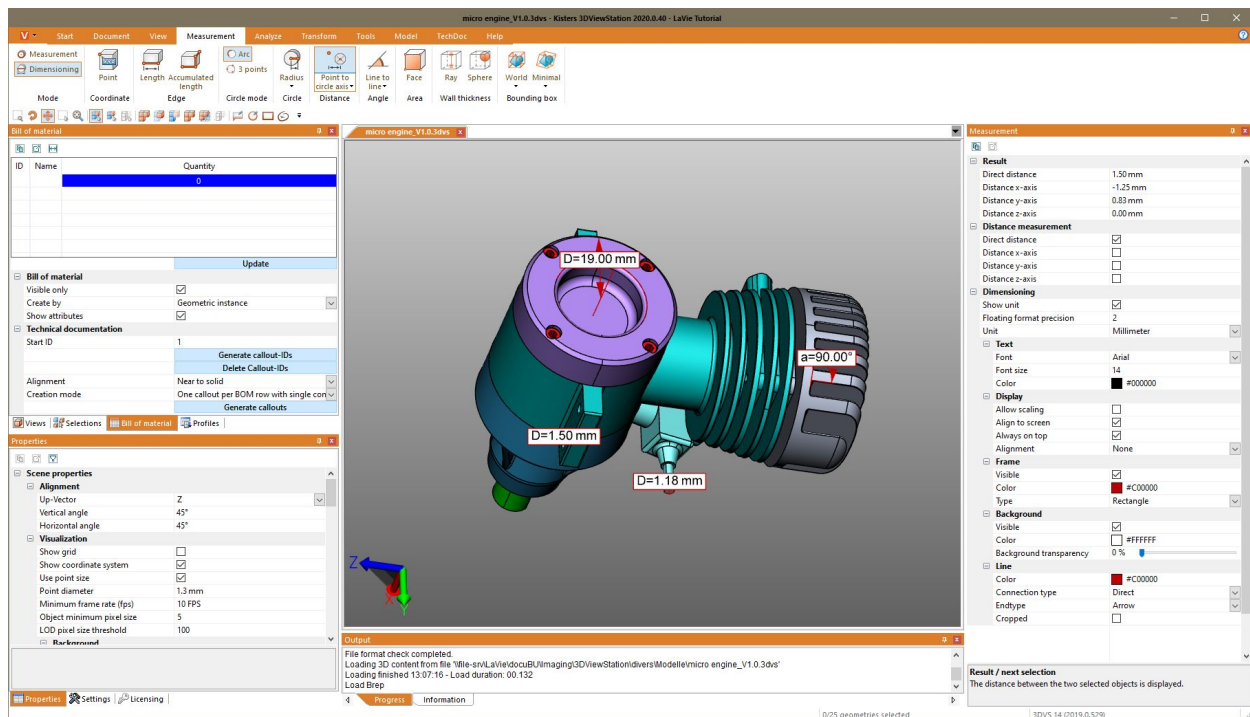 micro engine_V1.0.3dvs - Kisters 3DViewStation 2020.0.40 - LaVie Tutorial
V Start Document View Measurement Analyze Transform Tools Model TechDoc Help
Measurement
Dimensioning
Mode
Point
Coordinate
Length
Accumulated length
Edge
Arc
3 points
Circle mode
Radius
Circle
Point to circle axis
Distance
Line to line
Angle
Face
Area
Ray
Sphere
Wall thickness
World
Minimal
Bounding box
Bill of material
ID Name Quantity
0
Update
Bill of material
Visible only
Create by Geometric instance
Show attributes
Technical documentation
Start ID 1
Generate callout-IDs
Delete Callout-IDs
Alignment Near to solid
Creation mode One callout per BOM row with single con
Generate callouts
Views Selections Bill of material Profiles
Properties
Scene properties
Alignment
Up-Vector Z
Vertical angle 45°
Horizontal angle 45°
Visualization
Show grid
Show coordinate system
Use point size
Point diameter 1.3 mm
Minimum frame rate (fps) 10 FPS
Object minimum pixel size 5
LOD pixel size threshold 100
Background
Properties Settings Licensing
micro engine_V1.0.3dvs
D=19.00 mm
a=90.00°
D=1.50 mm
D=1.18 mm
Z
X
Y
Output
File format check completed.
Loading 3D content from file '\\file-srv\LaVie\docuBU\Imaging\3DViewStation\divers\Modelle\micro engine_V1.0.3dvs'
Loading finished 13:07:16 - Load duration: 00.132
Load Brep
Progress Information
Measurement
Result
Direct distance 1.50 mm
Distance x-axis -1.25 mm
Distance y-axis 0.83 mm
Distance z-axis 0.00 mm
Distance measurement
Direct distance
Distance x-axis
Distance y-axis
Distance z-axis
Dimensioning
Show unit
Floating format precision 2
Unit Millimeter
Text
Font Arial
Font size 14
Color #000000
Display
Allow scaling
Align to screen
Always on top
Alignment None
Frame
Visible
Color #C00000
Type Rectangle
Background
Visible
Color #FFFFFF
Background transparency 0 %
Line
Color #C00000
Connection type Direct
Endtype Arrow
Cropped
Result / next selection
The distance between the two selected objects is displayed.
0/25 geometries selected 3DVS 14 (2019.0.529)